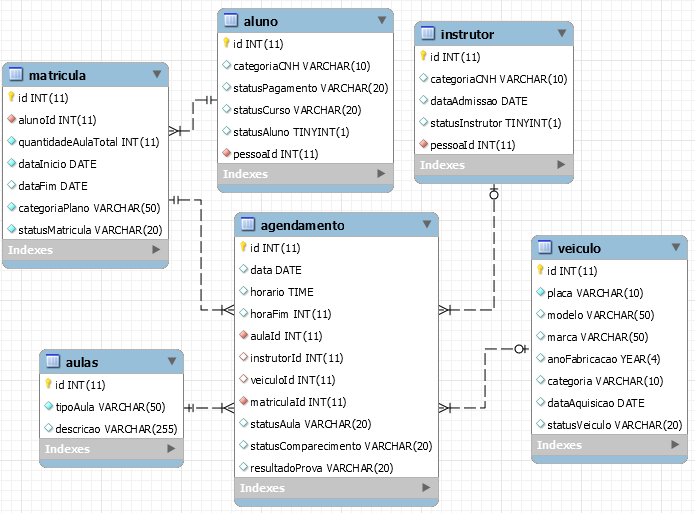 aluno
id INT(11)
categoriaCNH VARCHAR(10)
statusPagamento VARCHAR(20)
statusCurso VARCHAR(20)
statusAluno TINYINT(1)
pessoaId INT(11)
Indexes
instrutor
id INT(11)
categoriaCNH VARCHAR(10)
dataAdmissao DATE
statusInstrutor TINYINT(1)
pessoaId INT(11)
Indexes
matricula
id INT(11)
alunoId INT(11)
quantidadeAulaTotal INT(11)
dataInicio DATE
dataFim DATE
categoriaPlano VARCHAR(50)
statusMatricula VARCHAR(20)
Indexes
agendamento
id INT(11)
data DATE
horario TIME
horaFim INT(11)
aulaId INT(11)
instrutorId INT(11)
veiculoId INT(11)
matriculaId INT(11)
statusAula VARCHAR(20)
statusComparecimento VARCHAR(20)
resultadoProva VARCHAR(20)
Indexes
veiculo
id INT(11)
placa VARCHAR(10)
modelo VARCHAR(50)
marca VARCHAR(50)
anoFabricacao YEAR(4)
categoria VARCHAR(10)
dataAquisicao DATE
statusVeiculo VARCHAR(20)
Indexes
aulas
id INT(11)
tipoAula VARCHAR(50)
descricao VARCHAR(255)
Indexes